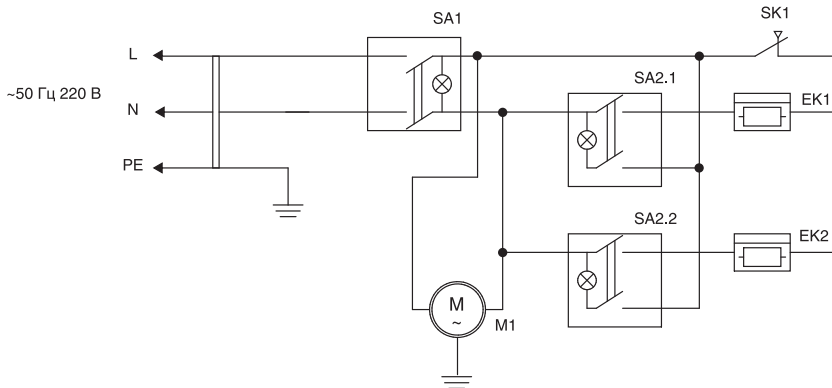 SA1
SK1
L
SA2.1
~50 Гц 220 В
EK1
N
PE
SA2.2
EK2
M
~
M1